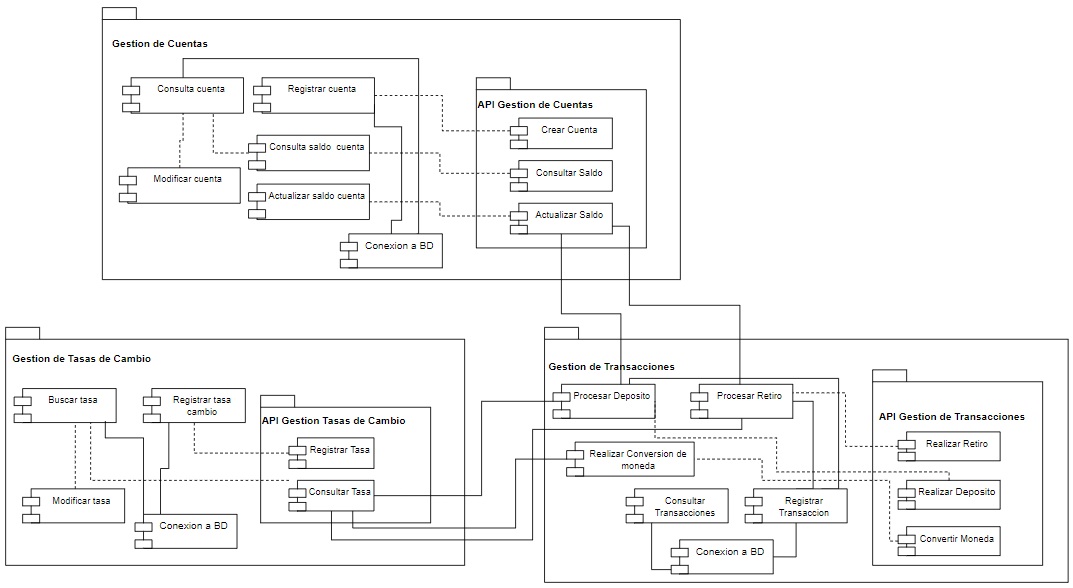 Gestion de Cuentas
Consulta cuenta
Registrar cuenta
API Gestion de Cuentas
Crear Cuenta
Consulta saldo  cuenta
Consultar Saldo
Modificar cuenta
Actualizar saldo cuenta
Actualizar Saldo
Conexion a BD
Gestion de Tasas de Cambio
Buscar tasa
Registrar tasa
cambio
API Gestion Tasas de Cambio
Registrar Tasa
Consultar Tasa
Modificar tasa
Conexion a BD
Gestion de Transacciones
Procesar Deposito
Procesar Retiro
API Gestion de Transacciones
Realizar Retiro
Realizar Conversion de
moneda
Realizar Deposito
Consultar
Transacciones
Registrar
Transaccion
Convertir Moneda
Conexion a BD